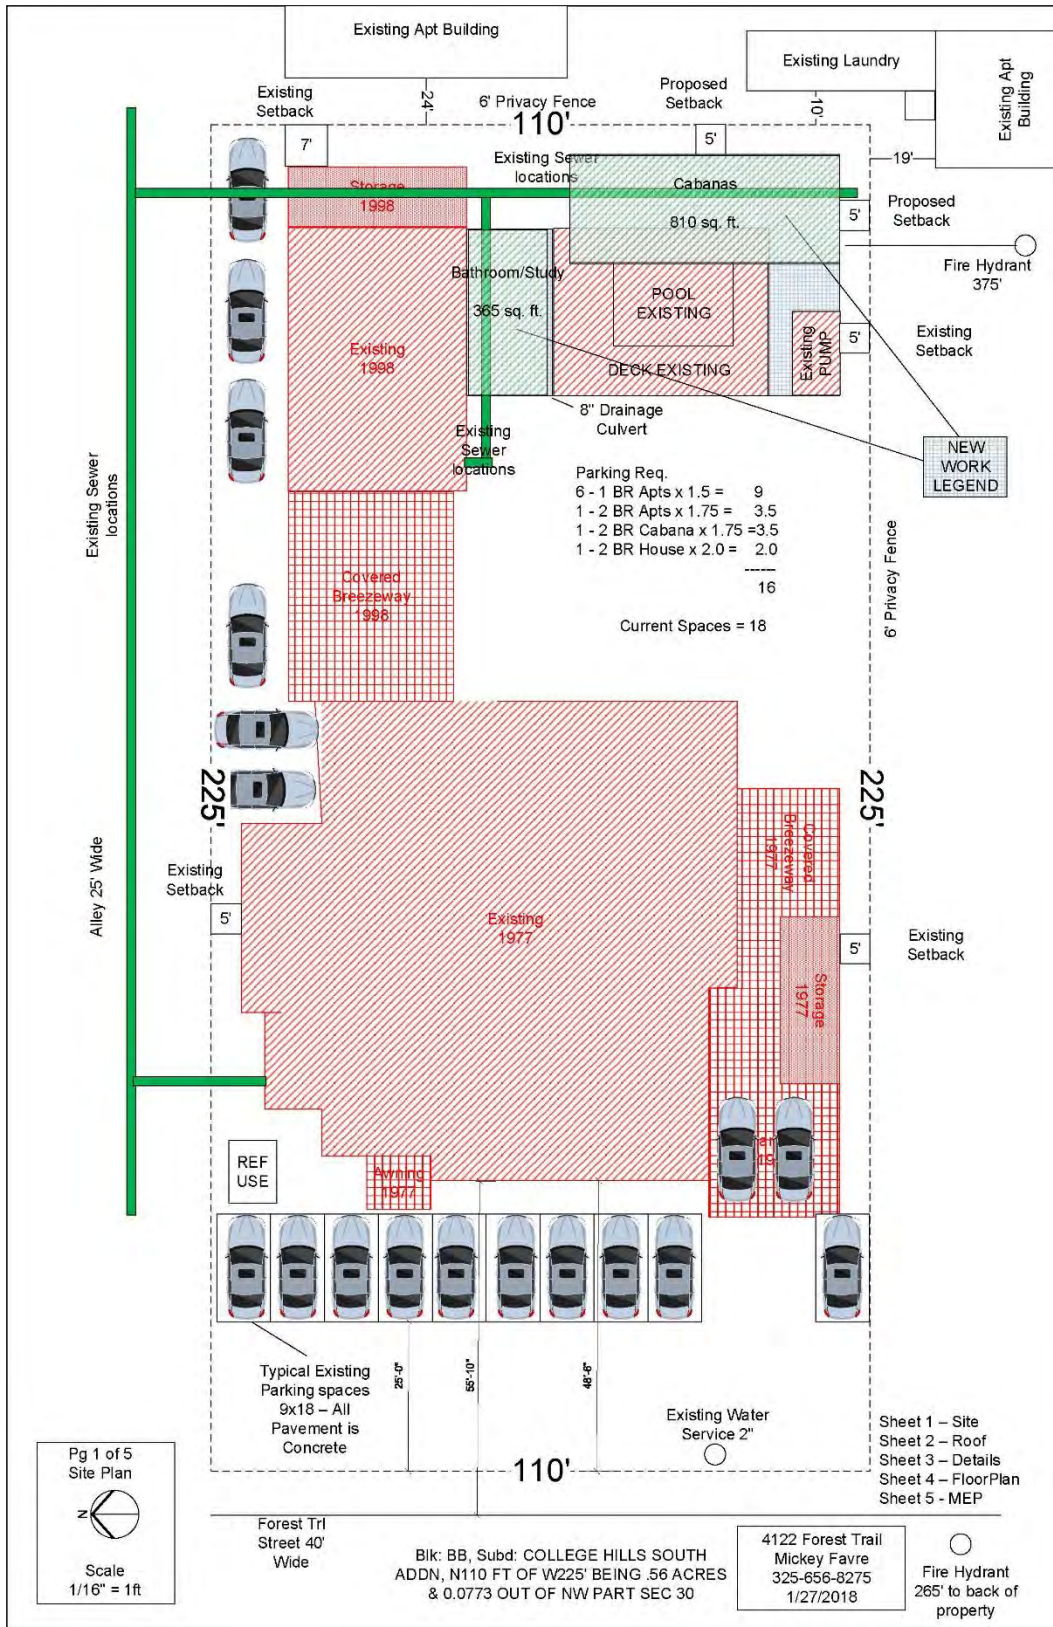 Existing Apt Building
Existing Laundry
Existing Apt
Building
Existing
Setback
24'
6' Privacy Fence
110'
Proposed
Setback
10'
7'
5'
19'
Existing Sewer
locations
Storage
1998
Cabanas
810 sq. ft.
5'
Proposed
Setback
Fire Hydrant
375'
Bathroom/Study
365 sq. ft.
POOL
EXISTING
Existing
1998
DECK EXISTING
Existing
PUMP
5'
Existing
Setback
8" Drainage
Culvert
Existing
Sewer
locations
NEW
WORK
LEGEND
Existing Sewer
locations
Parking Req.
6 - 1 BR Apts x 1.5 = 9
1 - 2 BR Apts x 1.75 = 3.5
1 - 2 BR Cabana x 1.75 =3.5
1 - 2 BR House x 2.0 = 2.0
------
16
Current Spaces = 18
6' Privacy Fence
Covered
Breezeway
1998
225'
225'
Covered
Breezeway
1977
Alley 25' Wide
Existing
Setback
5'
Existing
1977
Storage
1977
5'
Existing
Setback
REF
USE
Awning
1977
25'-0"
55'-10"
48'-6"
Typical Existing
Parking spaces
9x18 – All
Pavement is
Concrete
Existing Water
Service 2"
Sheet 1 – Site
Sheet 2 – Roof
Sheet 3 – Details
Sheet 4 – FloorPlan
Sheet 5 - MEP
Pg 1 of 5
Site Plan
N
Scale
1/16" = 1ft
110'
Forest Trl
Street 40'
Wide
Blk: BB, Subd: COLLEGE HILLS SOUTH
ADDN, N110 FT OF W225' BEING .56 ACRES
& 0.0773 OUT OF NW PART SEC 30
4122 Forest Trail
Mickey Favre
325-656-8275
1/27/2018
Fire Hydrant
265' to back of
property